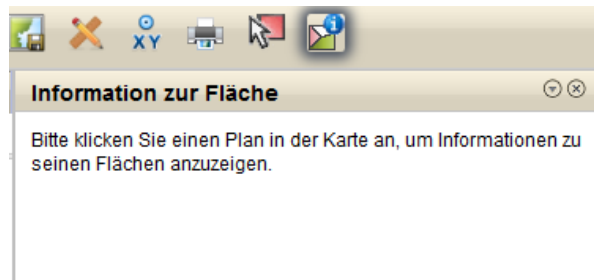 XY
Information zur Fläche
Bitte klicken Sie einen Plan in der Karte an, um Informationen zu
seinen Flächen anzuzeigen.